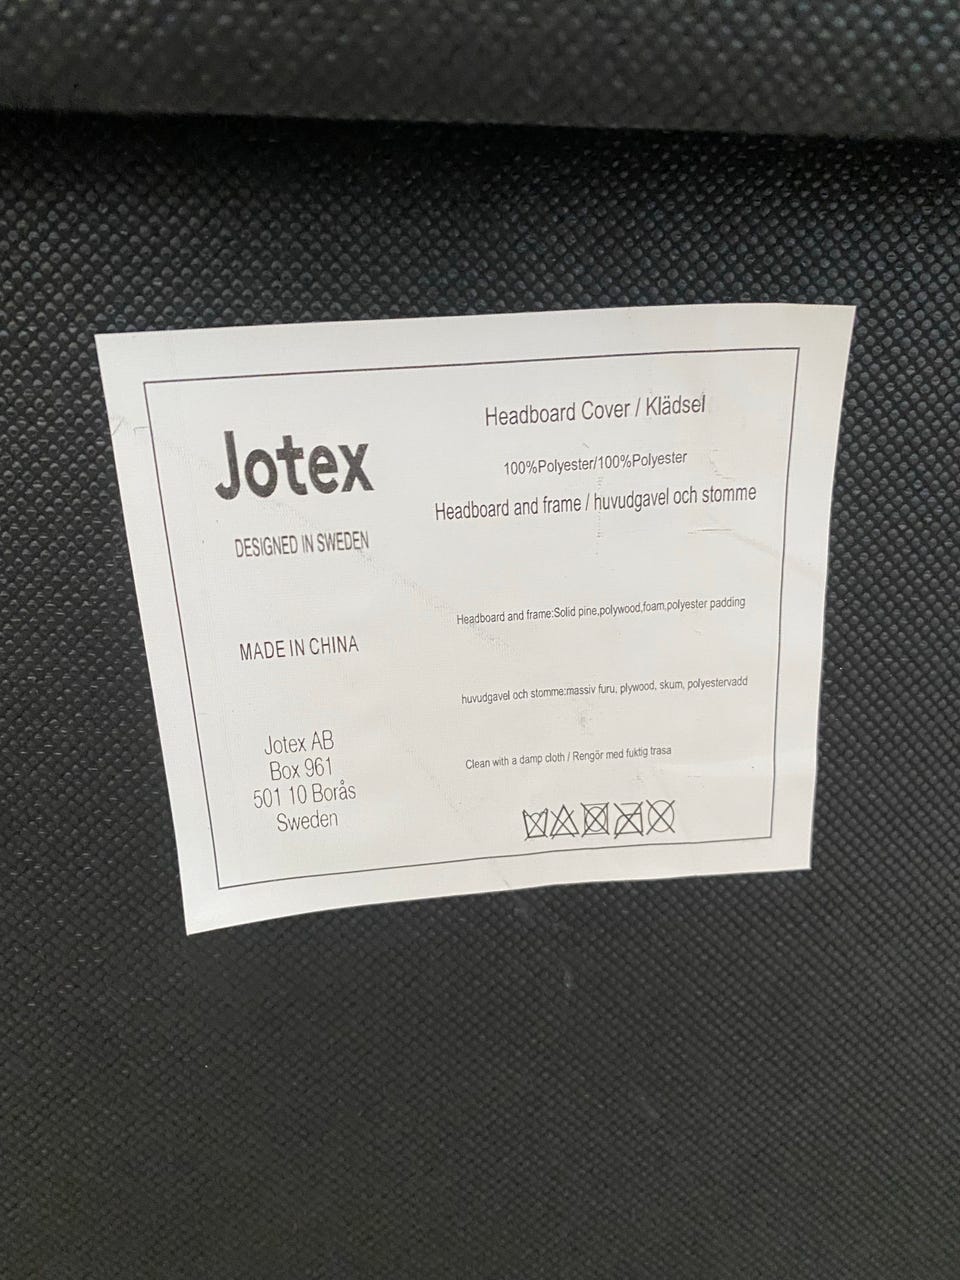 Jotex
DESIGNED IN SWEDEN
MADE IN CHINA
Jotex AB
Box 961
501 10 Borås
Sweden
Headboard Cover / Klädsel
100%Polyester/100%Polyester
Headboard and frame / huvudgavel och stomme
Headboard and frame:Solid pine,polywood,foam,polyester padding
huvudgavel och stomme:massiv furu, plywood, skum, polyestervadd
Clean with a damp cloth / Rengör med fuktig trasa